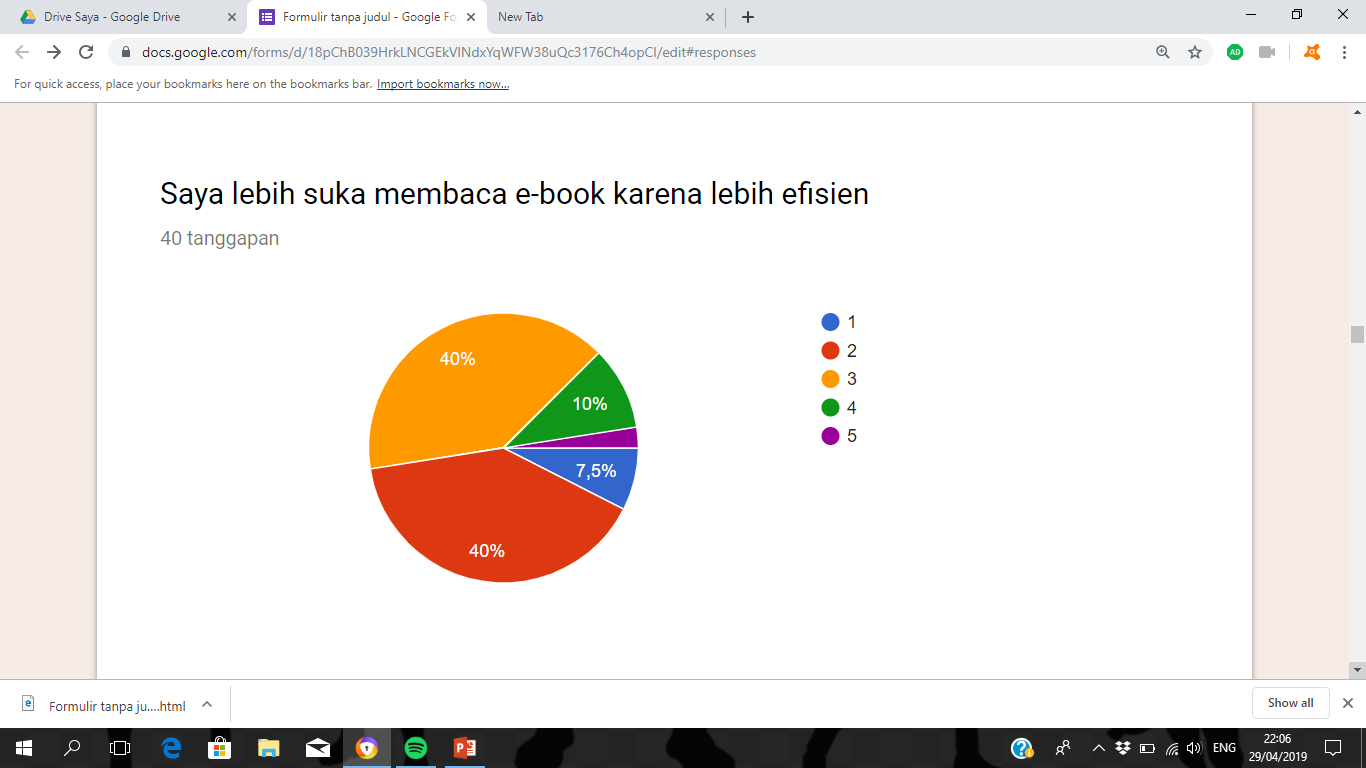 Drive Saya - Google Drive
Formulir tanpa judul - Google Fo
New Tab
docs.google.com/forms/d/18pChB039HrkLNCGEkVlNdxYqWFW38uQc3176Ch4opCI/edit#responses
AD
For quick access, place your bookmarks here on the bookmarks bar. Import bookmarks now...
Saya lebih suka membaca e-book karena lebih efisien
40 tanggapan
1
2
3
4
5
40%
10%
7,5%
40%
Formulir tanpa ju....html
Show all
ENG
22:06
29/04/2019